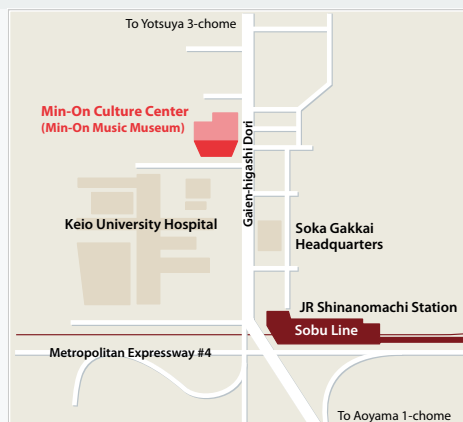 To Yotsuya 3-chome
Min-On Culture Center
(Min-On Music Museum)
Gaien-higashi Dori
Keio University Hospital
Soka Gakkai
Headquarters
JR Shinanomachi Station
Sobu Line
Metropolitan Expressway #4
To Aoyama 1-chome